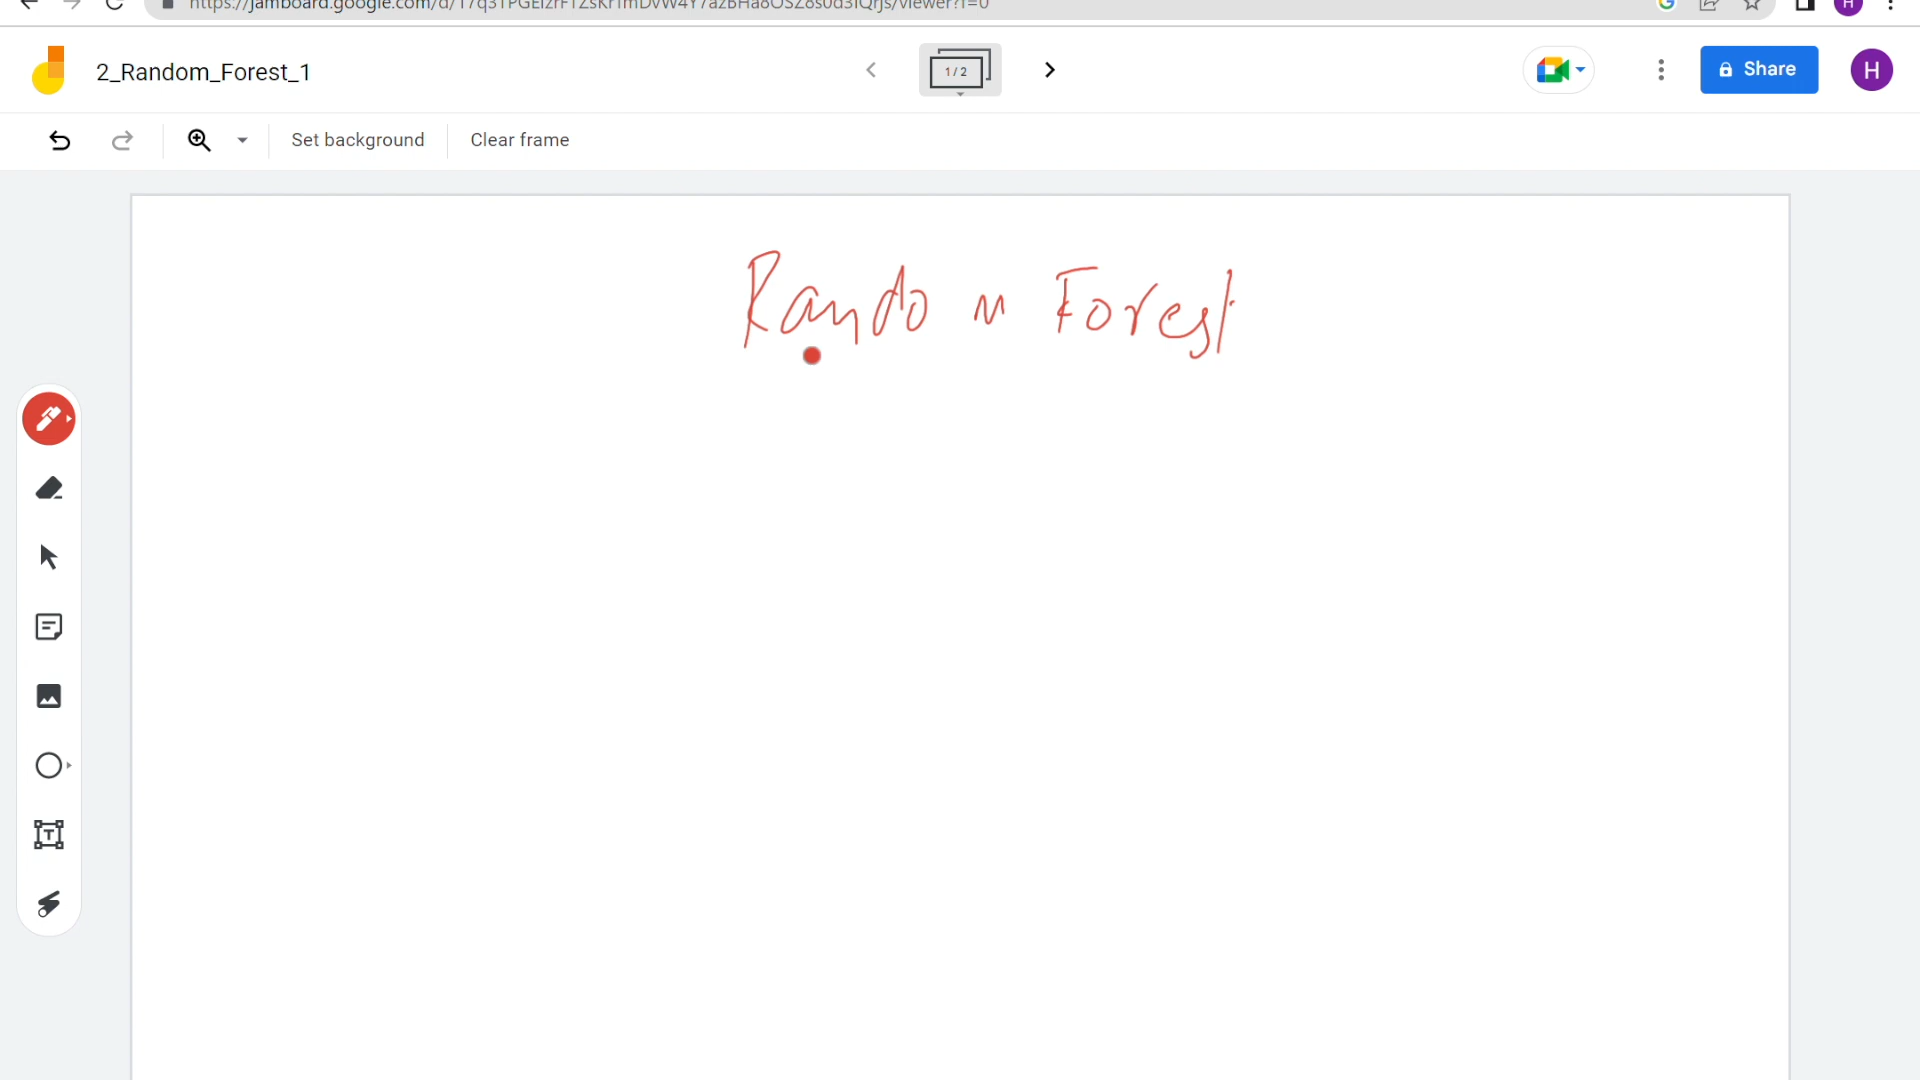 2_Random_Forest_1
1 / 2
Share
H
Set background
Clear frame
Random Forest